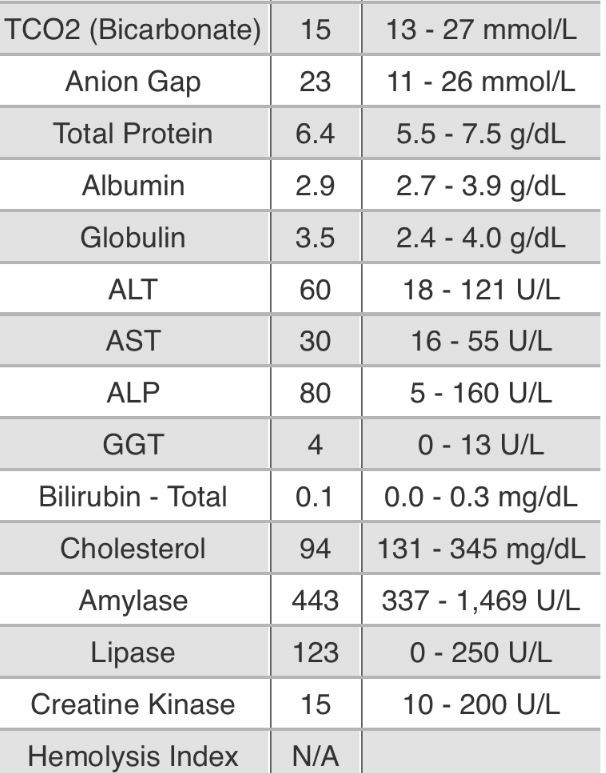 TCO2 (Bicarbonate) 15 13 - 27 mmol/L
Anion Gap 23 11 - 26 mmol/L
Total Protein 6.4 5.5 - 7.5 g/dL
Albumin 2.9 2.7 - 3.9 g/dL
Globulin 3.5 2.4 - 4.0 g/dL
ALT 60 18 - 121 U/L
AST 30 16 - 55 U/L
ALP 80 5 - 160 U/L
GGT 4 0 - 13 U/L
Bilirubin - Total 0.1 0.0 - 0.3 mg/dL
Cholesterol 94 131 - 345 mg/dL
Amylase 443 337 - 1,469 U/L
Lipase 123 0 - 250 U/L
Creatine Kinase 15 10 - 200 U/L
Hemolysis Index N/A